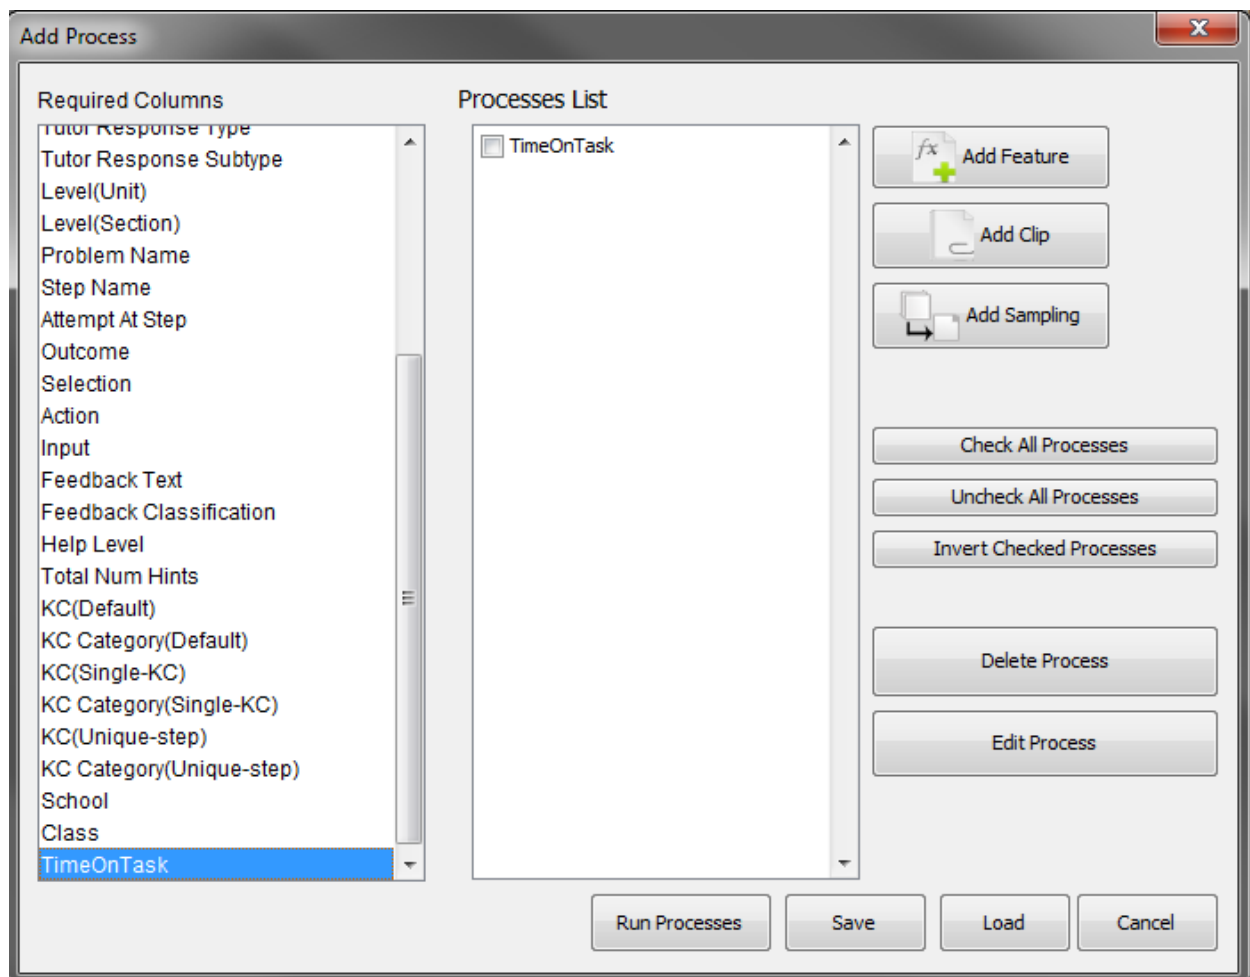 Add Process
Required Columns
Tutor Response Type
Tutor Response Subtype
Level(Unit)
Level(Section)
Problem Name
Step Name
Attempt At Step
Outcome
Selection
Action
Input
Feedback Text
Feedback Classification
Help Level
Total Num Hints
KC(Default)
KC Category(Default)
KC(Single-KC)
KC Category(Single-KC)
KC(Unique-step)
KC Category(Unique-step)
School
Class
TimeOnTask
Processes List
TimeOnTask
fx Add Feature
Add Clip
Add Sampling
Check All Processes
Uncheck All Processes
Invert Checked Processes
Delete Process
Edit Process
Run Processes
Save
Load
Cancel